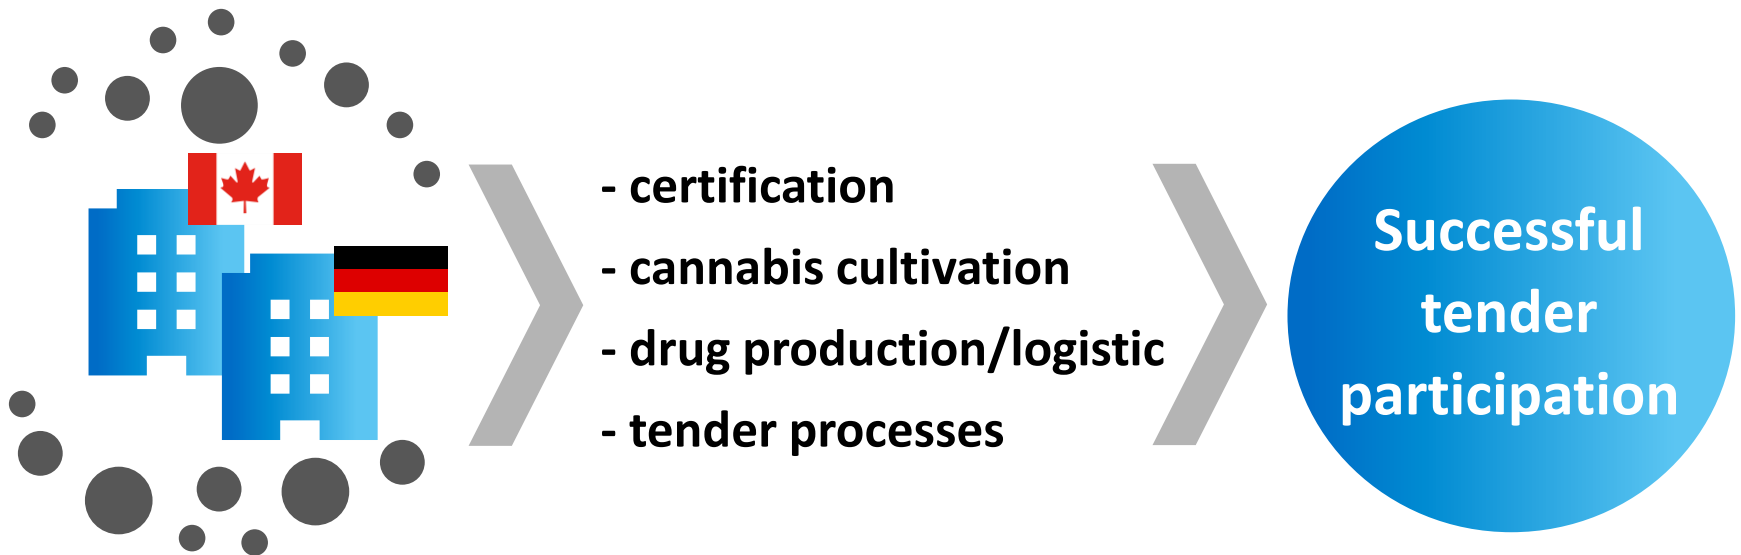 - certification
- cannabis cultivation
- drug production/logistic
- tender processes
Successful
tender
participation